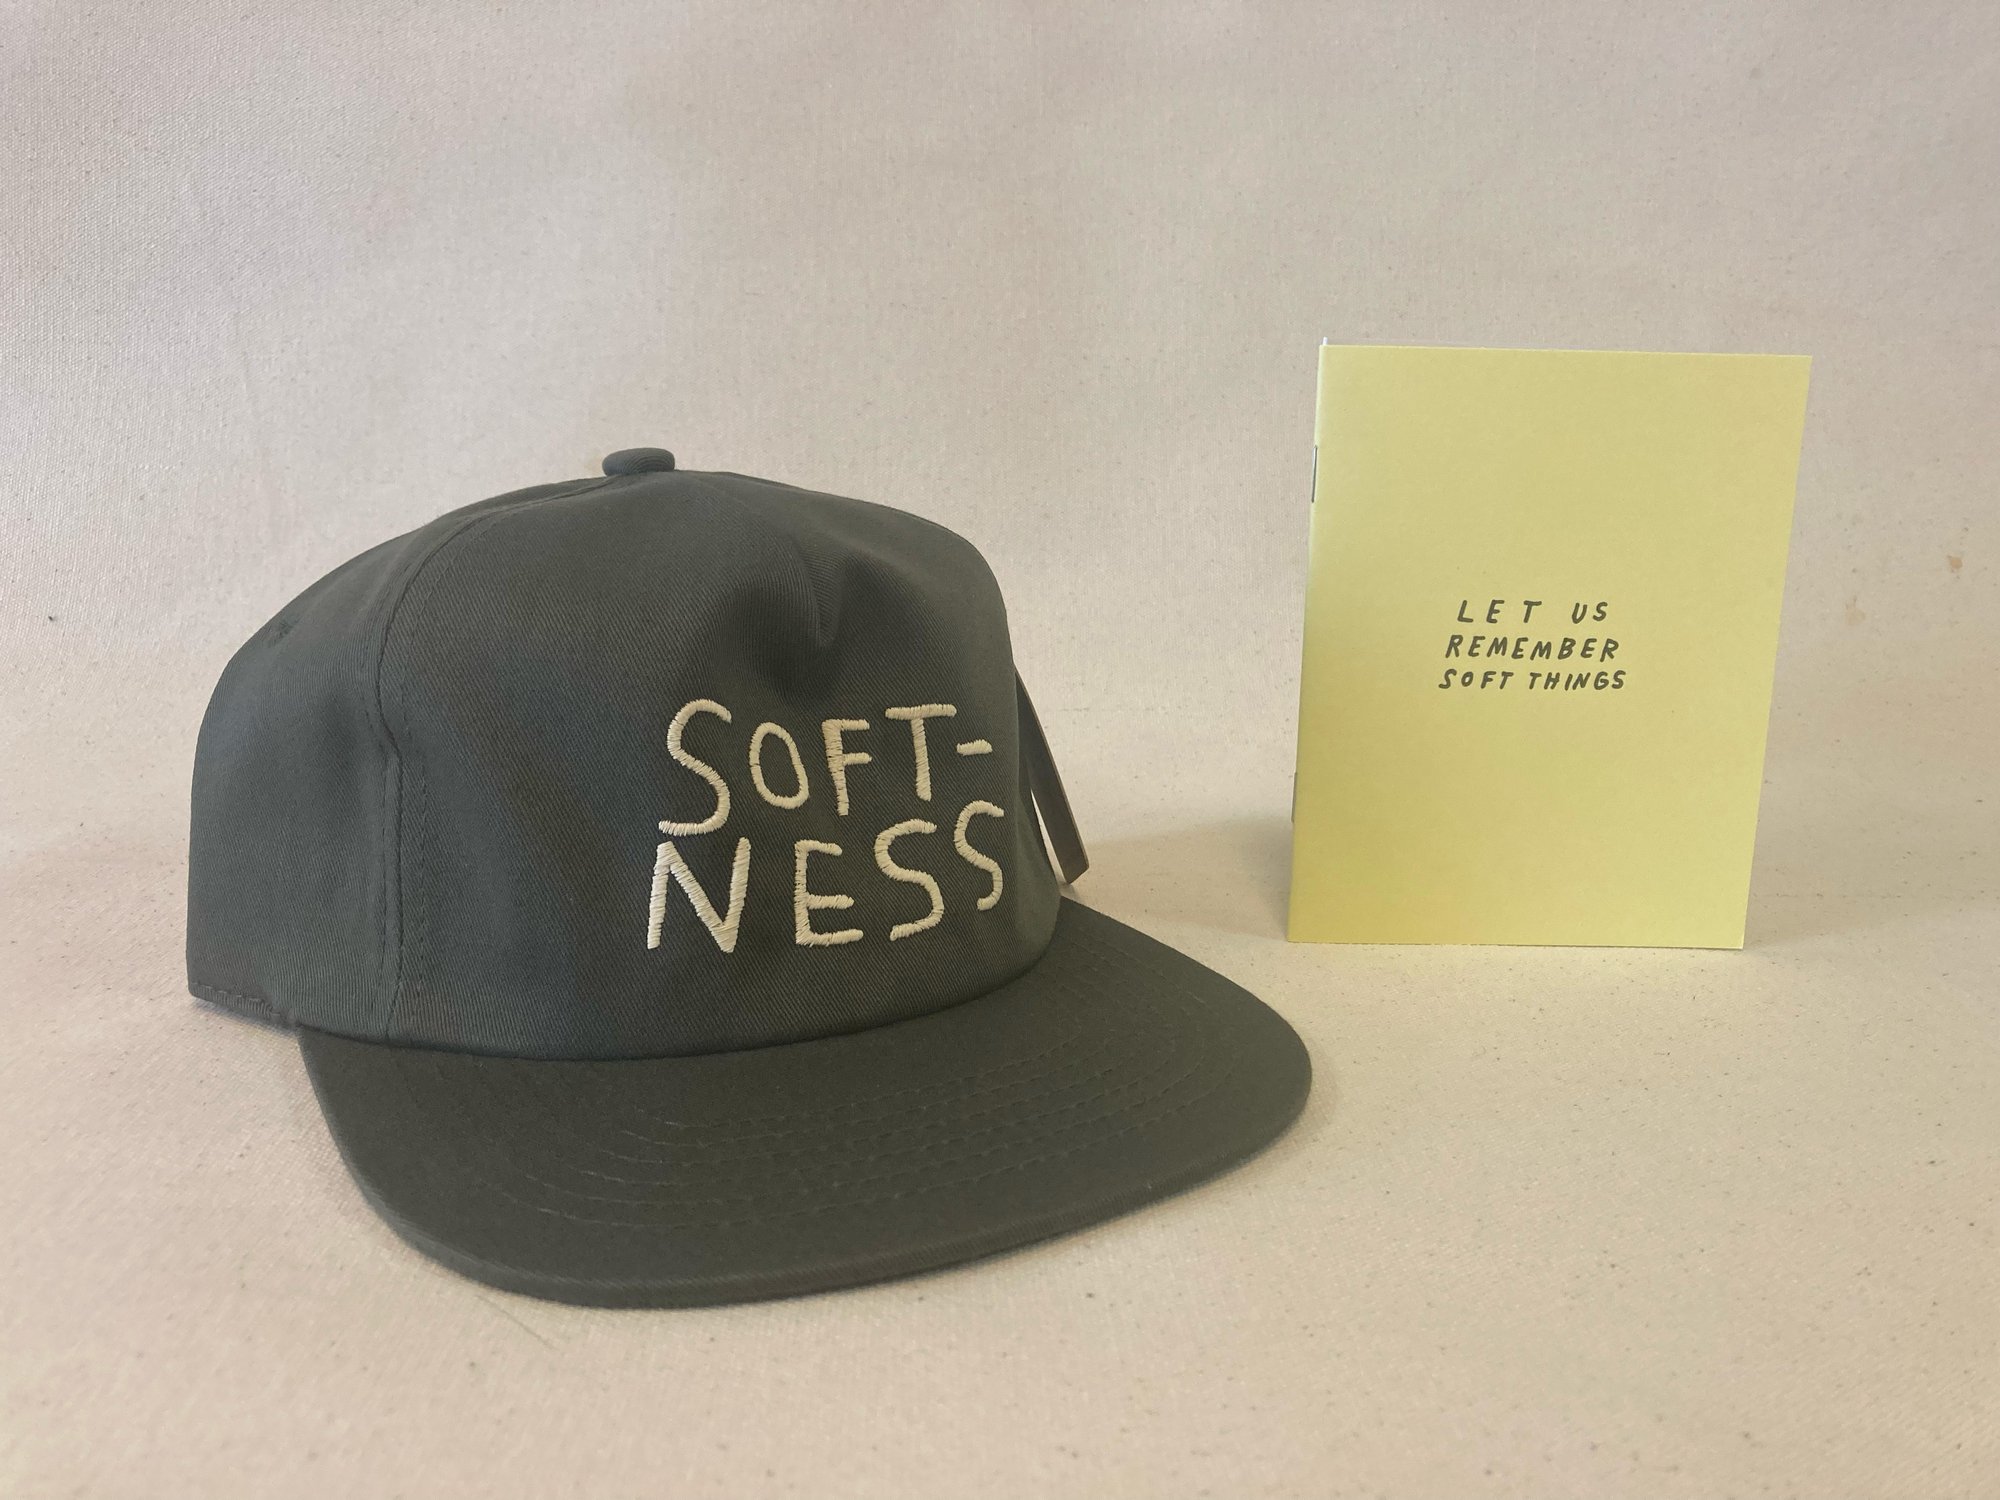 SOFT-
NESS
LET US
REMEMBER
SOFT THINGS